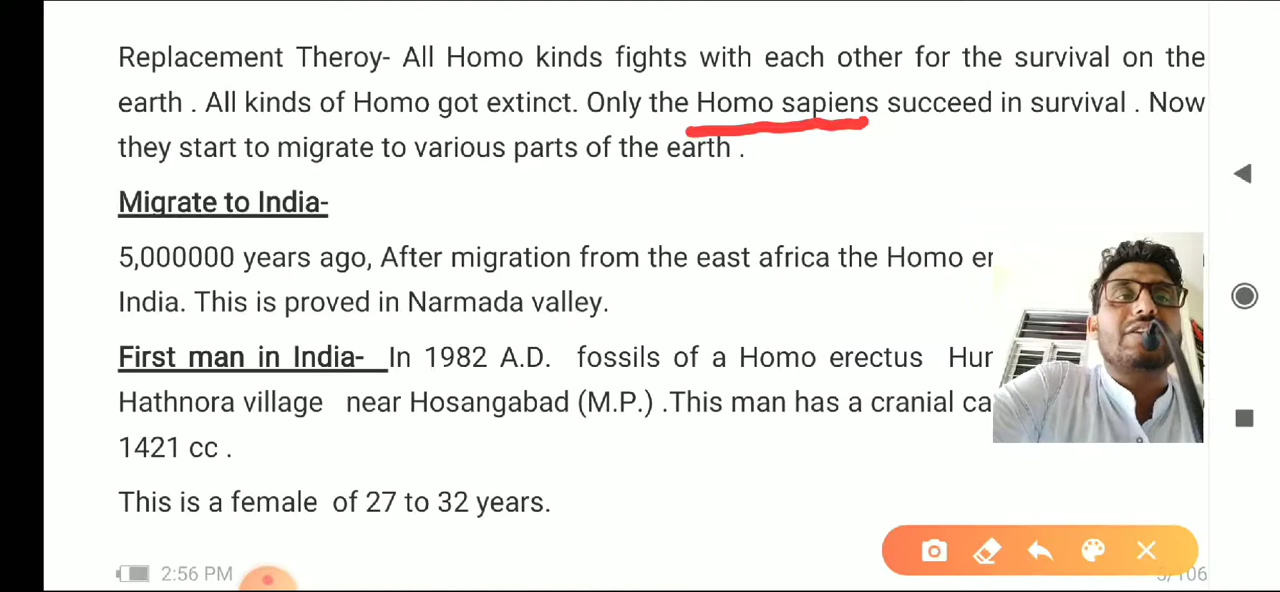 Replacement Theroy- All Homo kinds fights with each other for the survival on the
earth . All kinds of Homo got extinct. Only the Homo sapiens succeed in survival . Now
they start to migrate to various parts of the earth .
Migrate to India-
5,000000 years ago, After migration from the east africa the Homo
India. This is proved in Narmada valley.
First man in India- In 1982 A.D. fossils of a Homo erectus
Hathnora village near Hosangabad (M.P.) .This man has a cranial
1421 cc .
This is a female of 27 to 32 years.
2:56 PM
5/106